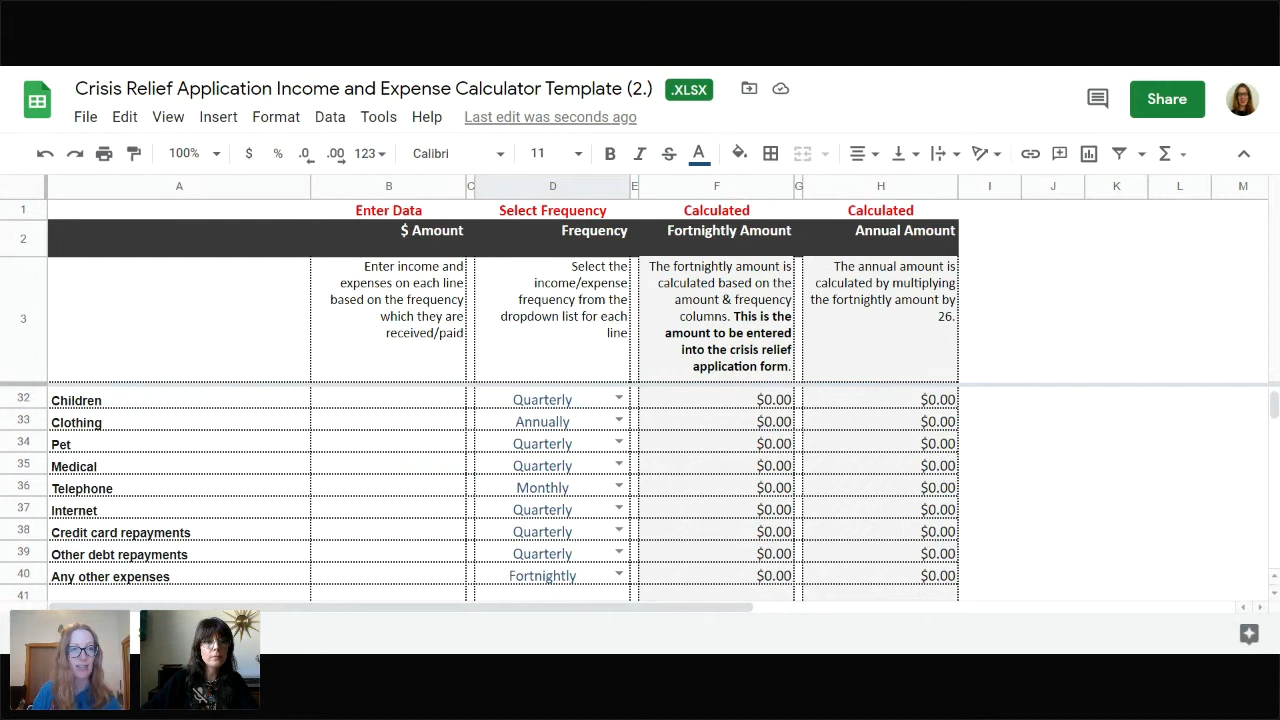 Crisis Relief Application Income and Expense Calculator Template (2.) .XLSX
File Edit View Insert Format Data Tools Help Last edit was seconds ago
Share
100% $ % .0 .00 123 Calibri 11 B I S A
A B C D E F G H I J K L M
1 Enter Data Select Frequency Calculated Calculated
2 $ Amount Frequency Fortnightly Amount Annual Amount
3
Enter income and
expenses on each line
based on the frequency
which they are
received/paid
Select the
income/expense
frequency from the
dropdown list for each
line
The fortnightly amount is
calculated based on the
amount & frequency
columns. This is the
amount to be entered
into the crisis relief
application form.
The annual amount is
calculated by multiplying
the fortnightly amount by
26.
32 Children Quarterly $0.00 $0.00
33 Clothing Annually $0.00 $0.00
34 Pet Quarterly $0.00 $0.00
35 Medical Quarterly $0.00 $0.00
36 Telephone Monthly $0.00 $0.00
37 Internet Quarterly $0.00 $0.00
38 Credit card repayments Quarterly $0.00 $0.00
39 Other debt repayments Quarterly $0.00 $0.00
40 Any other expenses Fortnightly $0.00 $0.00
41